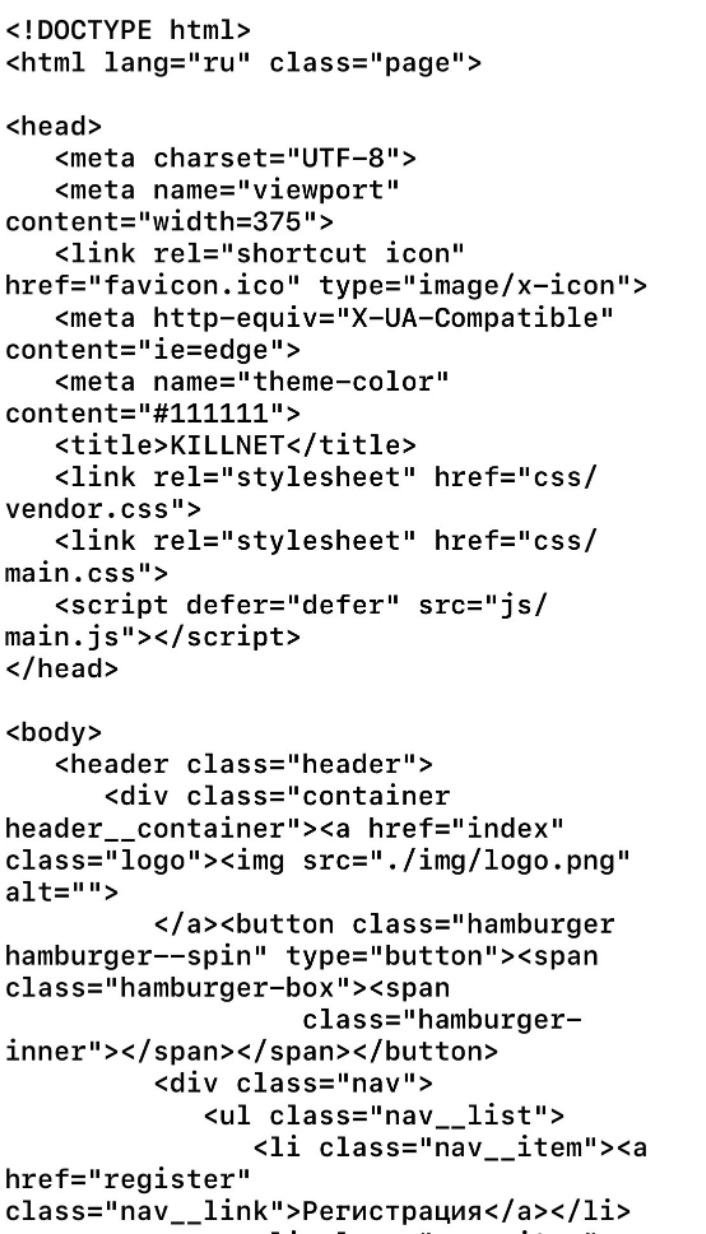 <!DOCTYPE html>
<html lang="ru" class="page">

<head>
   <meta charset="UTF-8">
   <meta name="viewport"
content="width=375">
   <link rel="shortcut icon"
href="favicon.ico" type="image/x-icon">
   <meta http-equiv="X-UA-Compatible"
content="ie=edge">
   <meta name="theme-color"
content="#111111">
   <title>KILLNET</title>
   <link rel="stylesheet" href="css/
vendor.css">
   <link rel="stylesheet" href="css/
main.css">
   <script defer="defer" src="js/
main.js"></script>
</head>

<body>
   <header class="header">
      <div class="container
header__container"><a href="index"
class="logo"><img src="./img/logo.png"
alt="">
         </a><button class="hamburger
hamburger--spin" type="button"><span
class="hamburger-box"><span
                  class="hamburger-
inner"></span></span></button>
         <div class="nav">
            <ul class="nav__list">
               <li class="nav__item"><a
href="register"
class="nav__link">Регистрация</a></li>